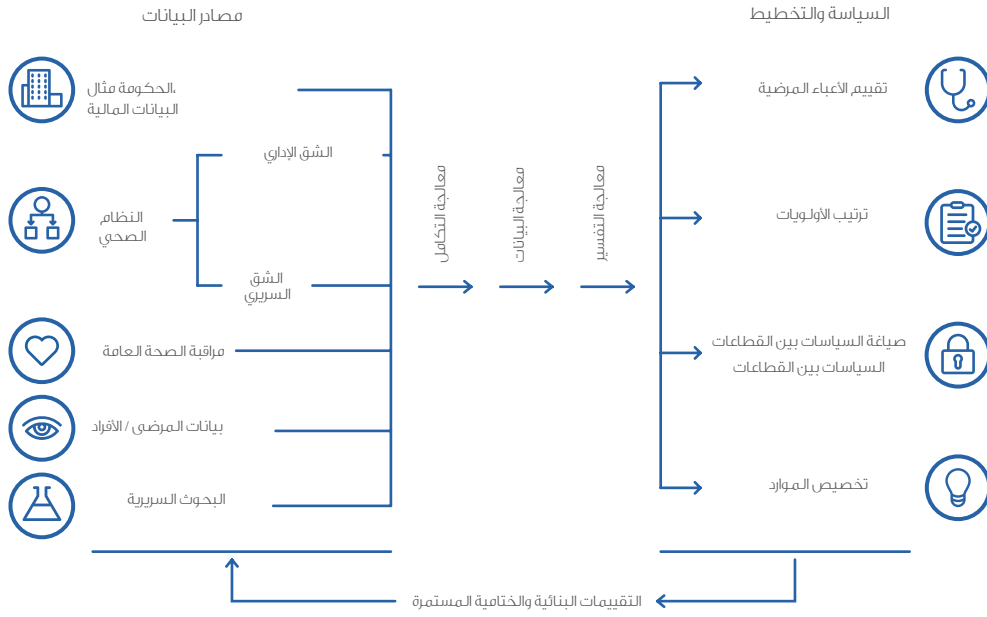 مصادر البيانات
السياسة والتخطيط
الحكومة مثال،
البيانات المالية
الشق الإداري
النظام
الصحي
الشق
السريري
مراقبة الصحة العامة
بيانات المرضى / الأفراد
البحوث السريرية
معالجة التكامل
معالجة البيانات
معالجة التفسير
تقييم الأعباء المرضية
ترتيب الأولويات
صياغة السياسات بين القطاعات
السياسات بين القطاعات
تخصيص الموارد
التقييمات البنائية والختامية المستمرة